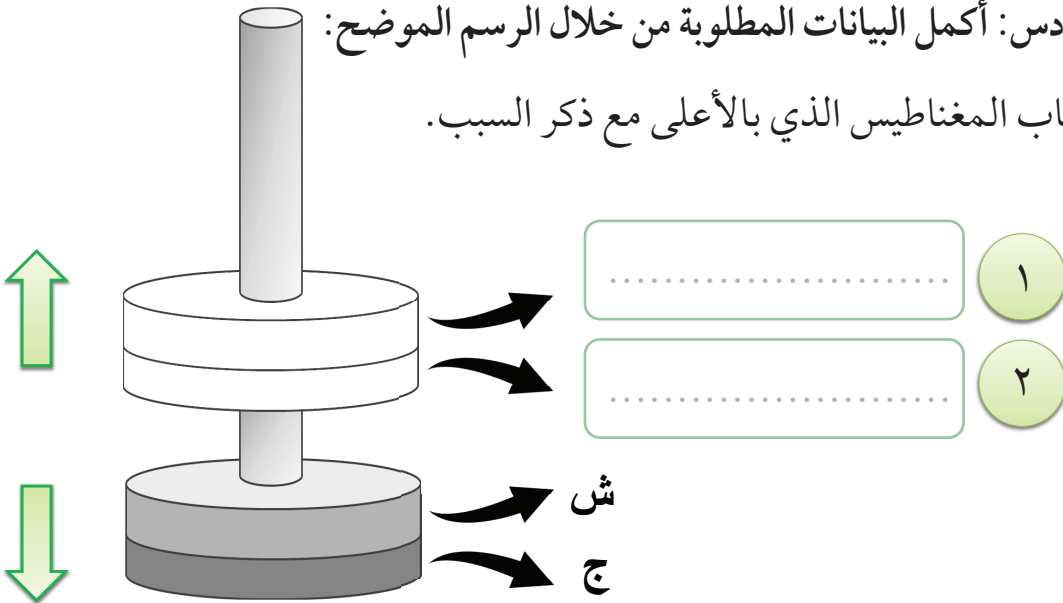 دس: أكمل البيانات المطلوبة من خلال الرسم الموضح:
اب المغناطيس الذي بالأعلى مع ذكر السبب.
١ ........................
٢ ........................
ش
ج